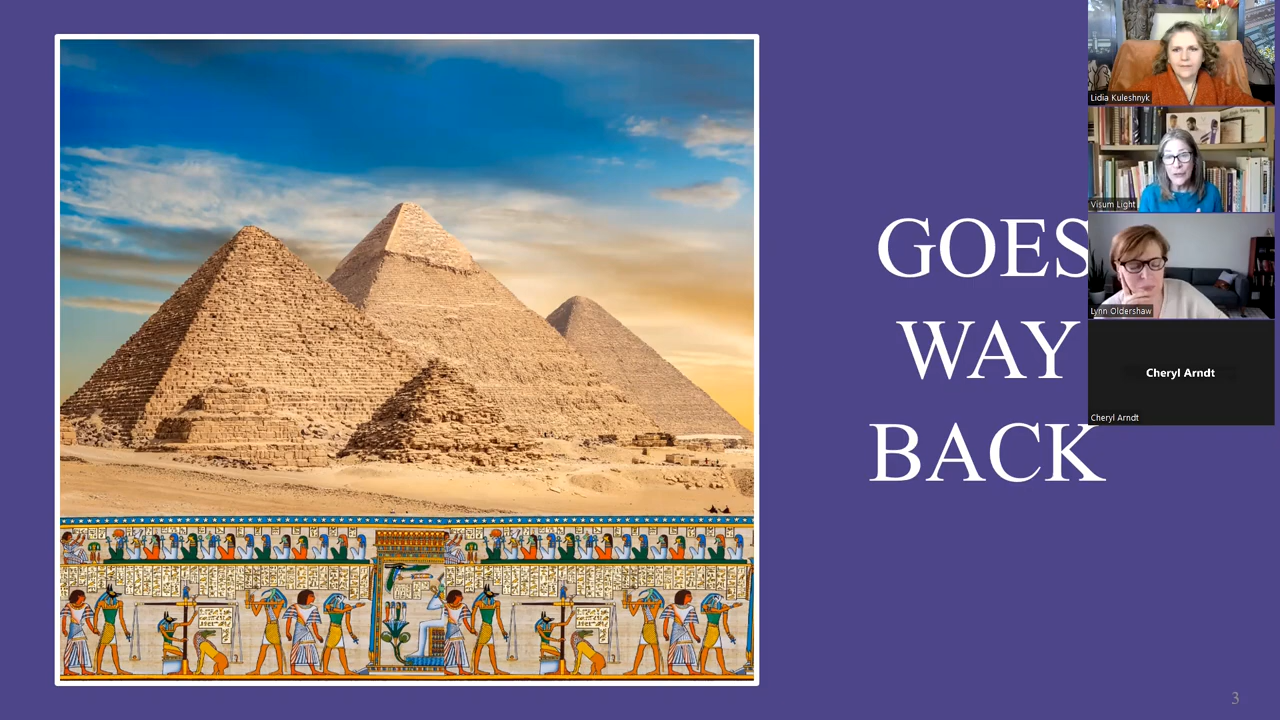 GOES
WAY
BACK
Lidia Kuleshnyk
Visum Light
Lynn Oldershaw
Cheryl Arndt
Cheryl Arndt
3